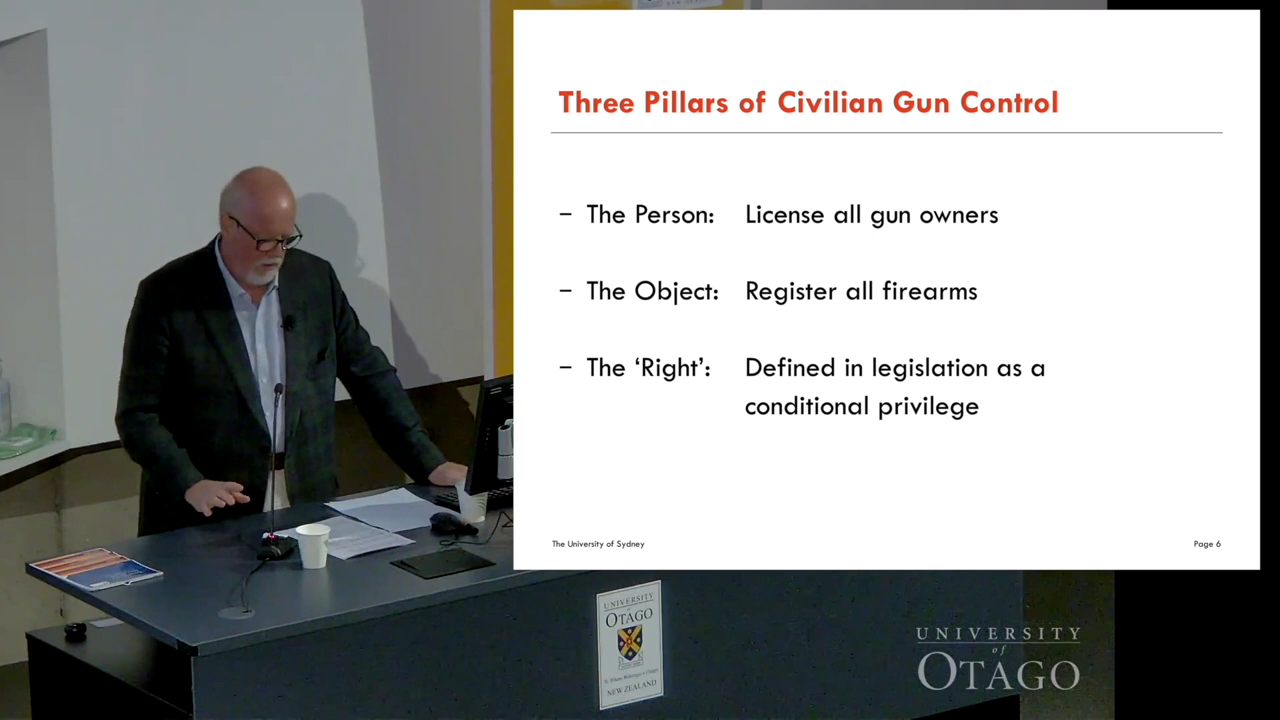 Three Pillars of Civilian Gun Control
– The Person: License all gun owners
– The Object: Register all firearms
– The ‘Right’: Defined in legislation as a
conditional privilege
The University of Sydney
Page 6
UNIVERSITY
of
OTAGO
NEW ZEALAND
UNIVERSITY
of
OTAGO